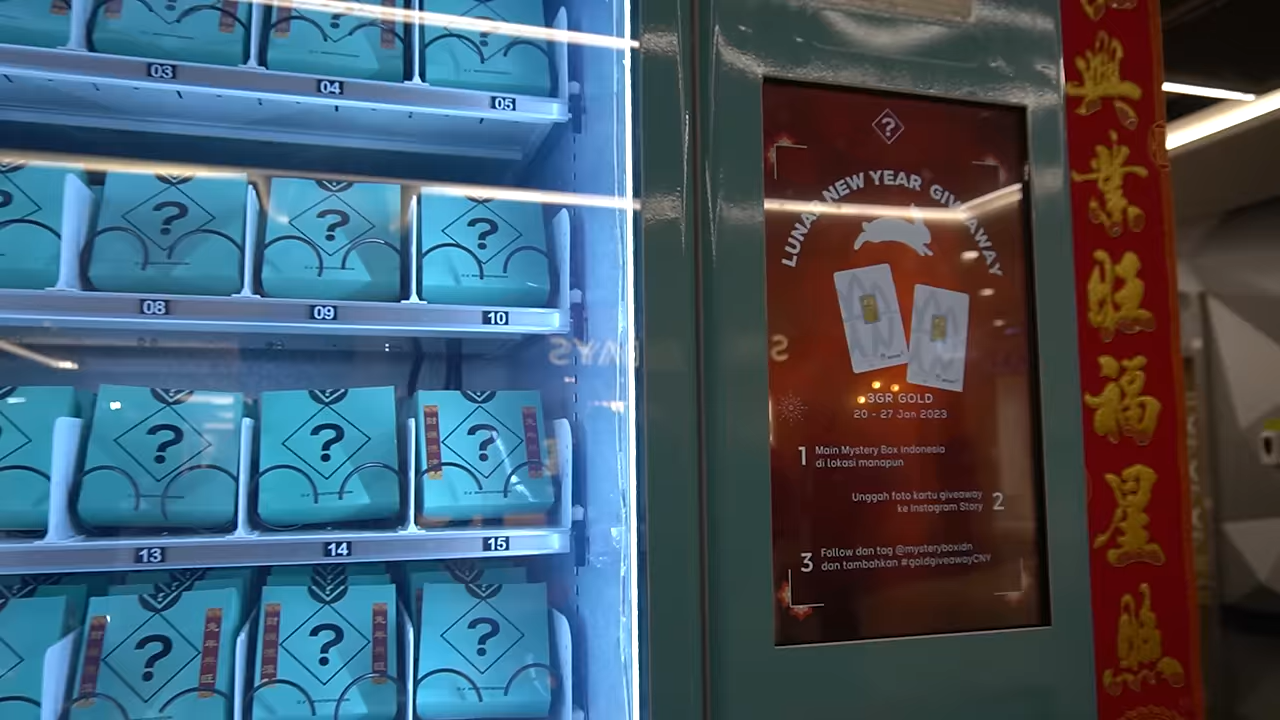 03
04
05
?
?
?
?
08
09
10
?
?
?
13
14
15
?
?
?
?
LUNAR NEW YEAR GIVEAWAY
3GR GOLD
20 - 27 Jan 2023
1 Main Mystery Box Indonesia
di lokasi manapun
Unggah foto kartu giveaway 2
ke Instagram Story
3 Follow dan tag @mysteryboxidn
dan tambahkan #goldgiveawayCNY
興業旺福星照